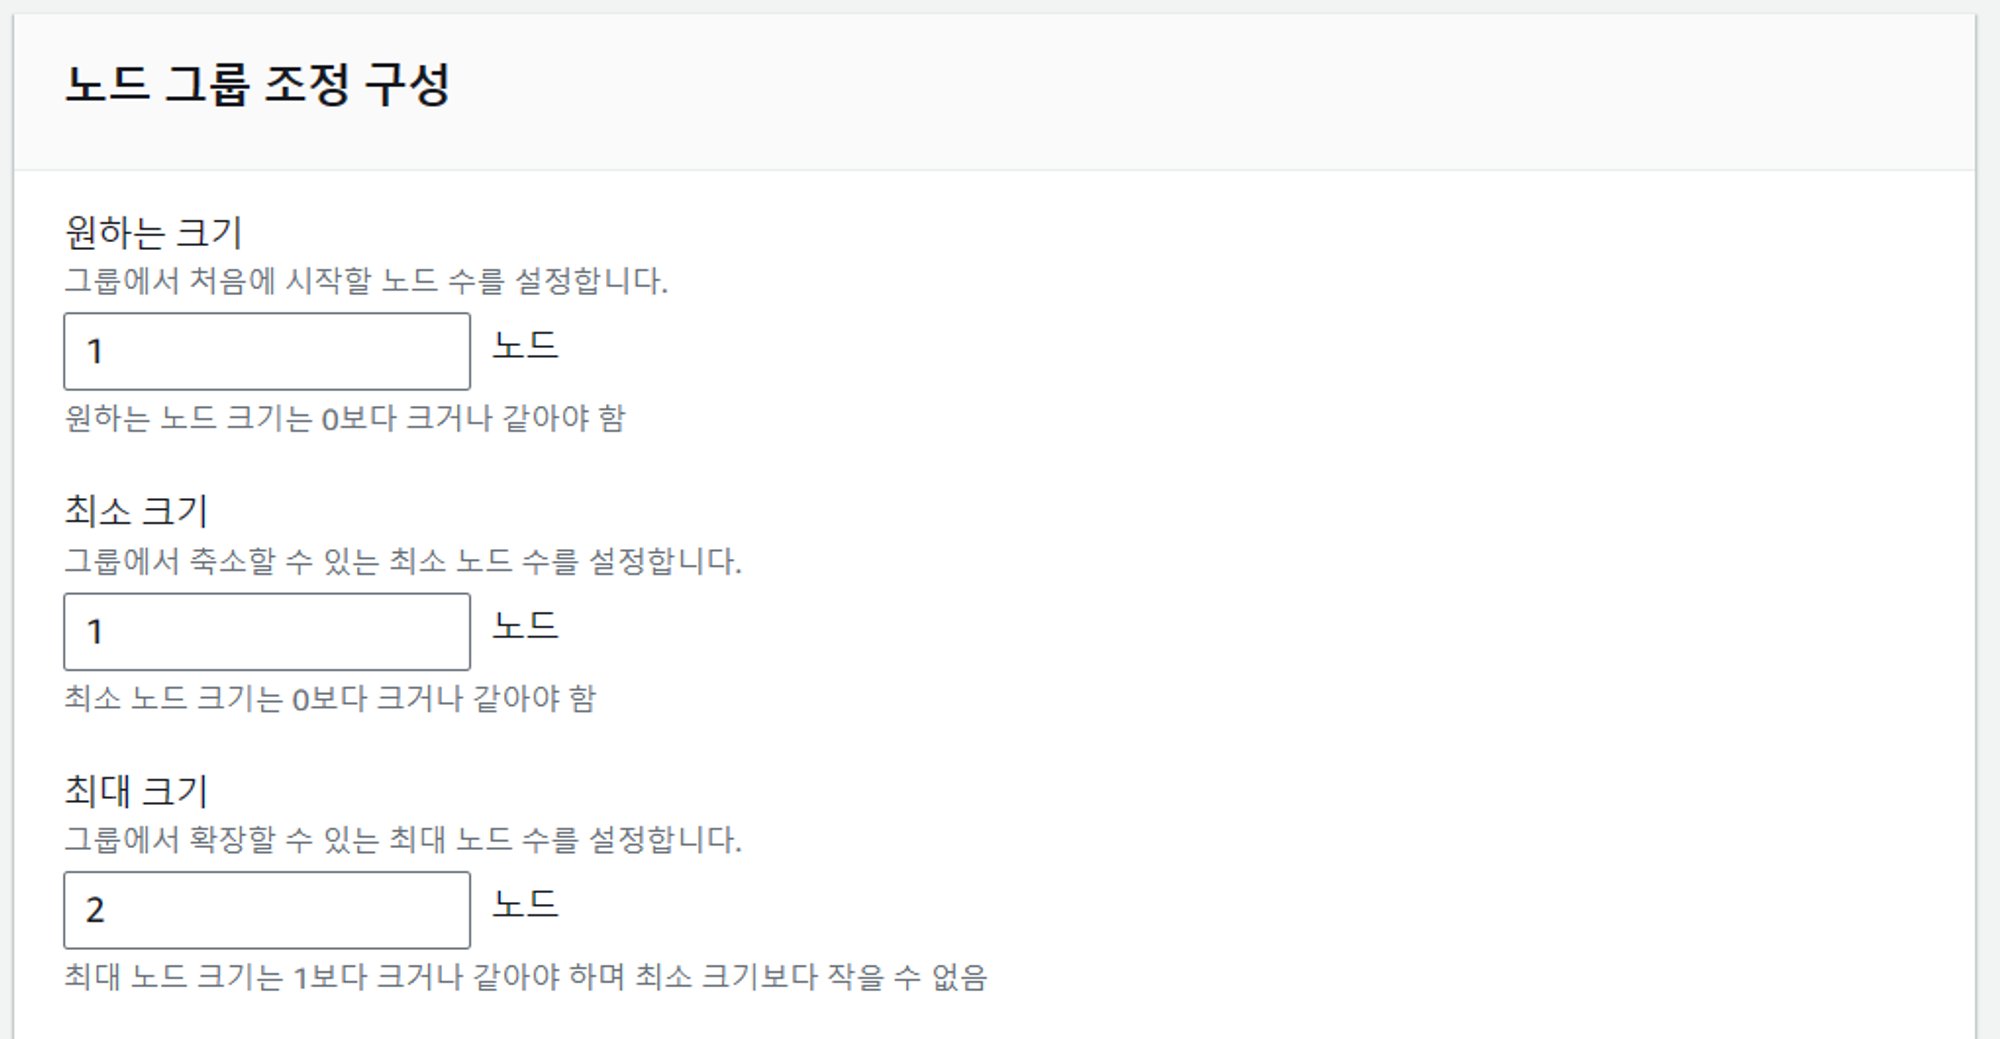 노드 그룹 조정 구성
원하는 크기
그룹에서 처음에 시작할 노드 수를 설정합니다.
1 노드
원하는 노드 크기는 0보다 크거나 같아야 함
최소 크기
그룹에서 축소할 수 있는 최소 노드 수를 설정합니다.
1 노드
최소 노드 크기는 0보다 크거나 같아야 함
최대 크기
그룹에서 확장할 수 있는 최대 노드 수를 설정합니다.
2 노드
최대 노드 크기는 1보다 크거나 같아야 하며 최소 크기보다 작을 수 없음